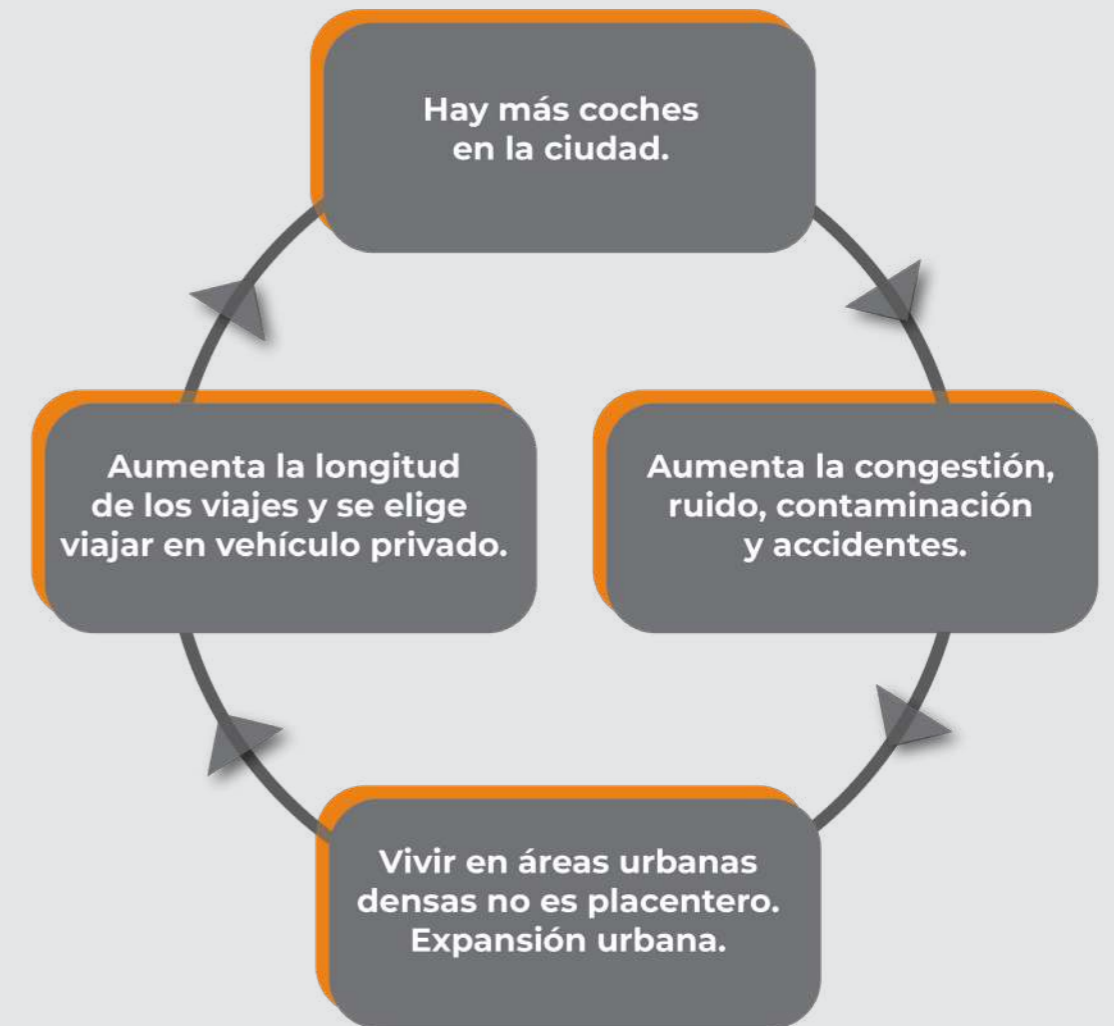 Hay más coches
en la ciudad.
Aumenta la longitud
de los viajes y se elige
viajar en vehículo privado.
Aumenta la congestión,
ruido, contaminación
y accidentes.
Vivir en áreas urbanas
densas no es placentero.
Expansión urbana.